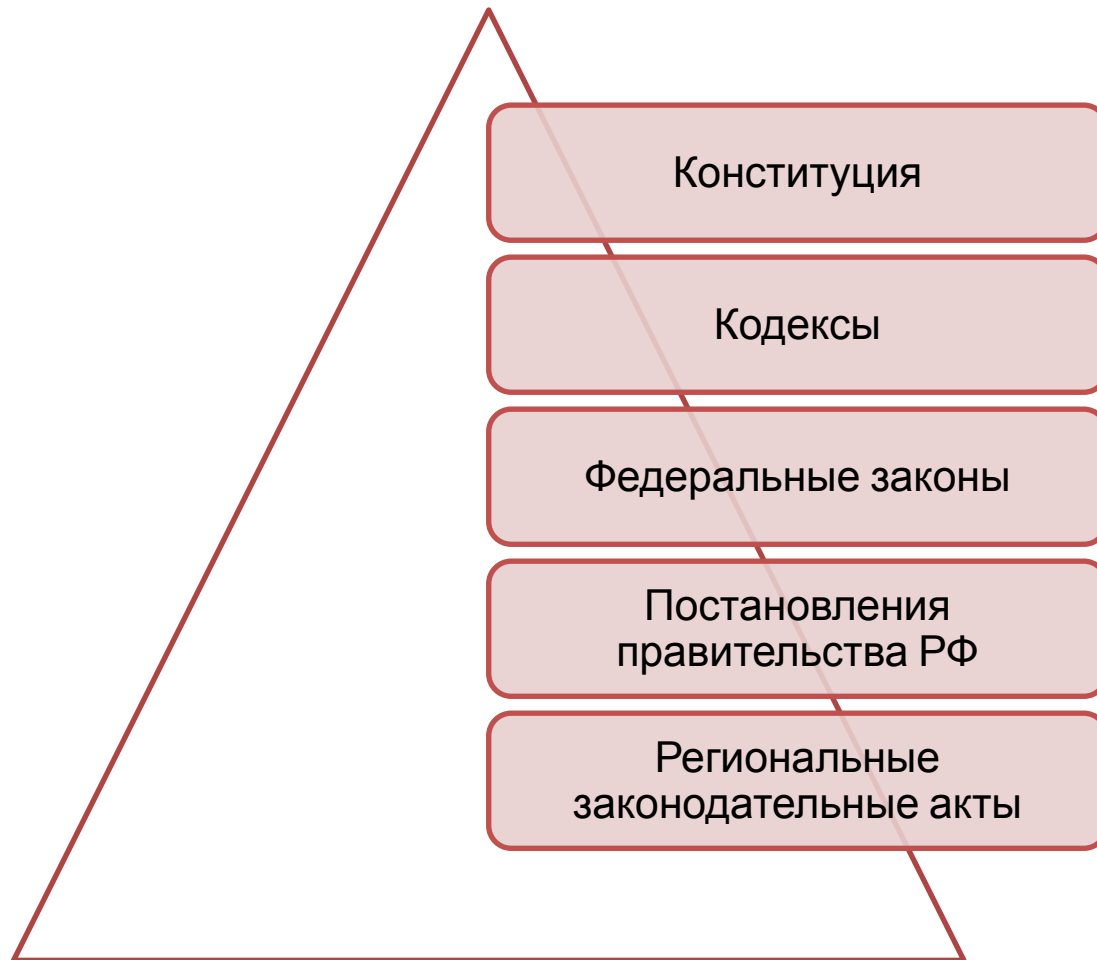 Конституция
Кодексы
Федеральные законы
Постановления
правительства РФ
Региональные
законодательные акты